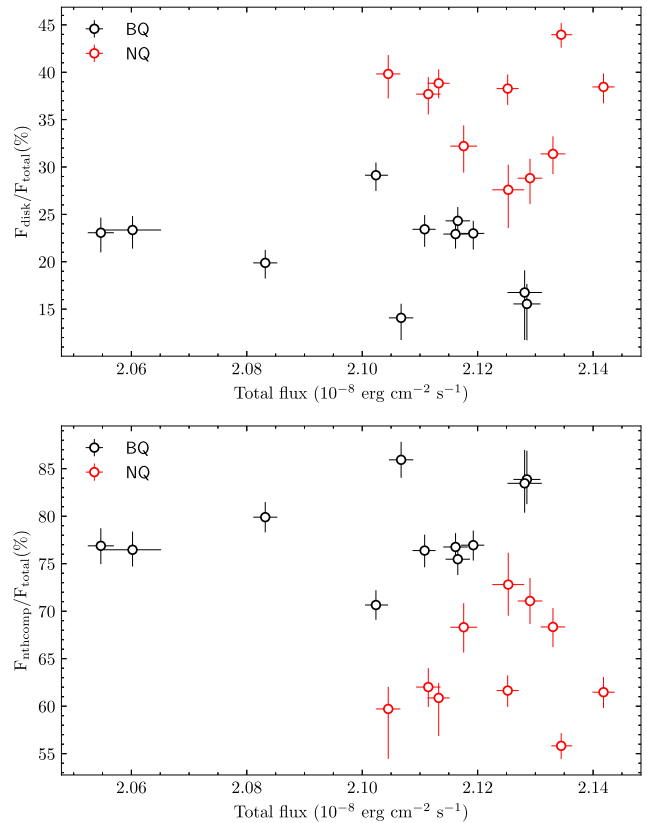 45
40
35
30
25
20
15
F_disk/F_total(%)
BQ
NQ
2.06 2.08 2.10 2.12 2.14
Total flux (10⁻⁸ erg cm⁻² s⁻¹)
85
80
75
70
65
60
55
F_nthcomp/F_total(%)
BQ
NQ
2.06 2.08 2.10 2.12 2.14
Total flux (10⁻⁸ erg cm⁻² s⁻¹)